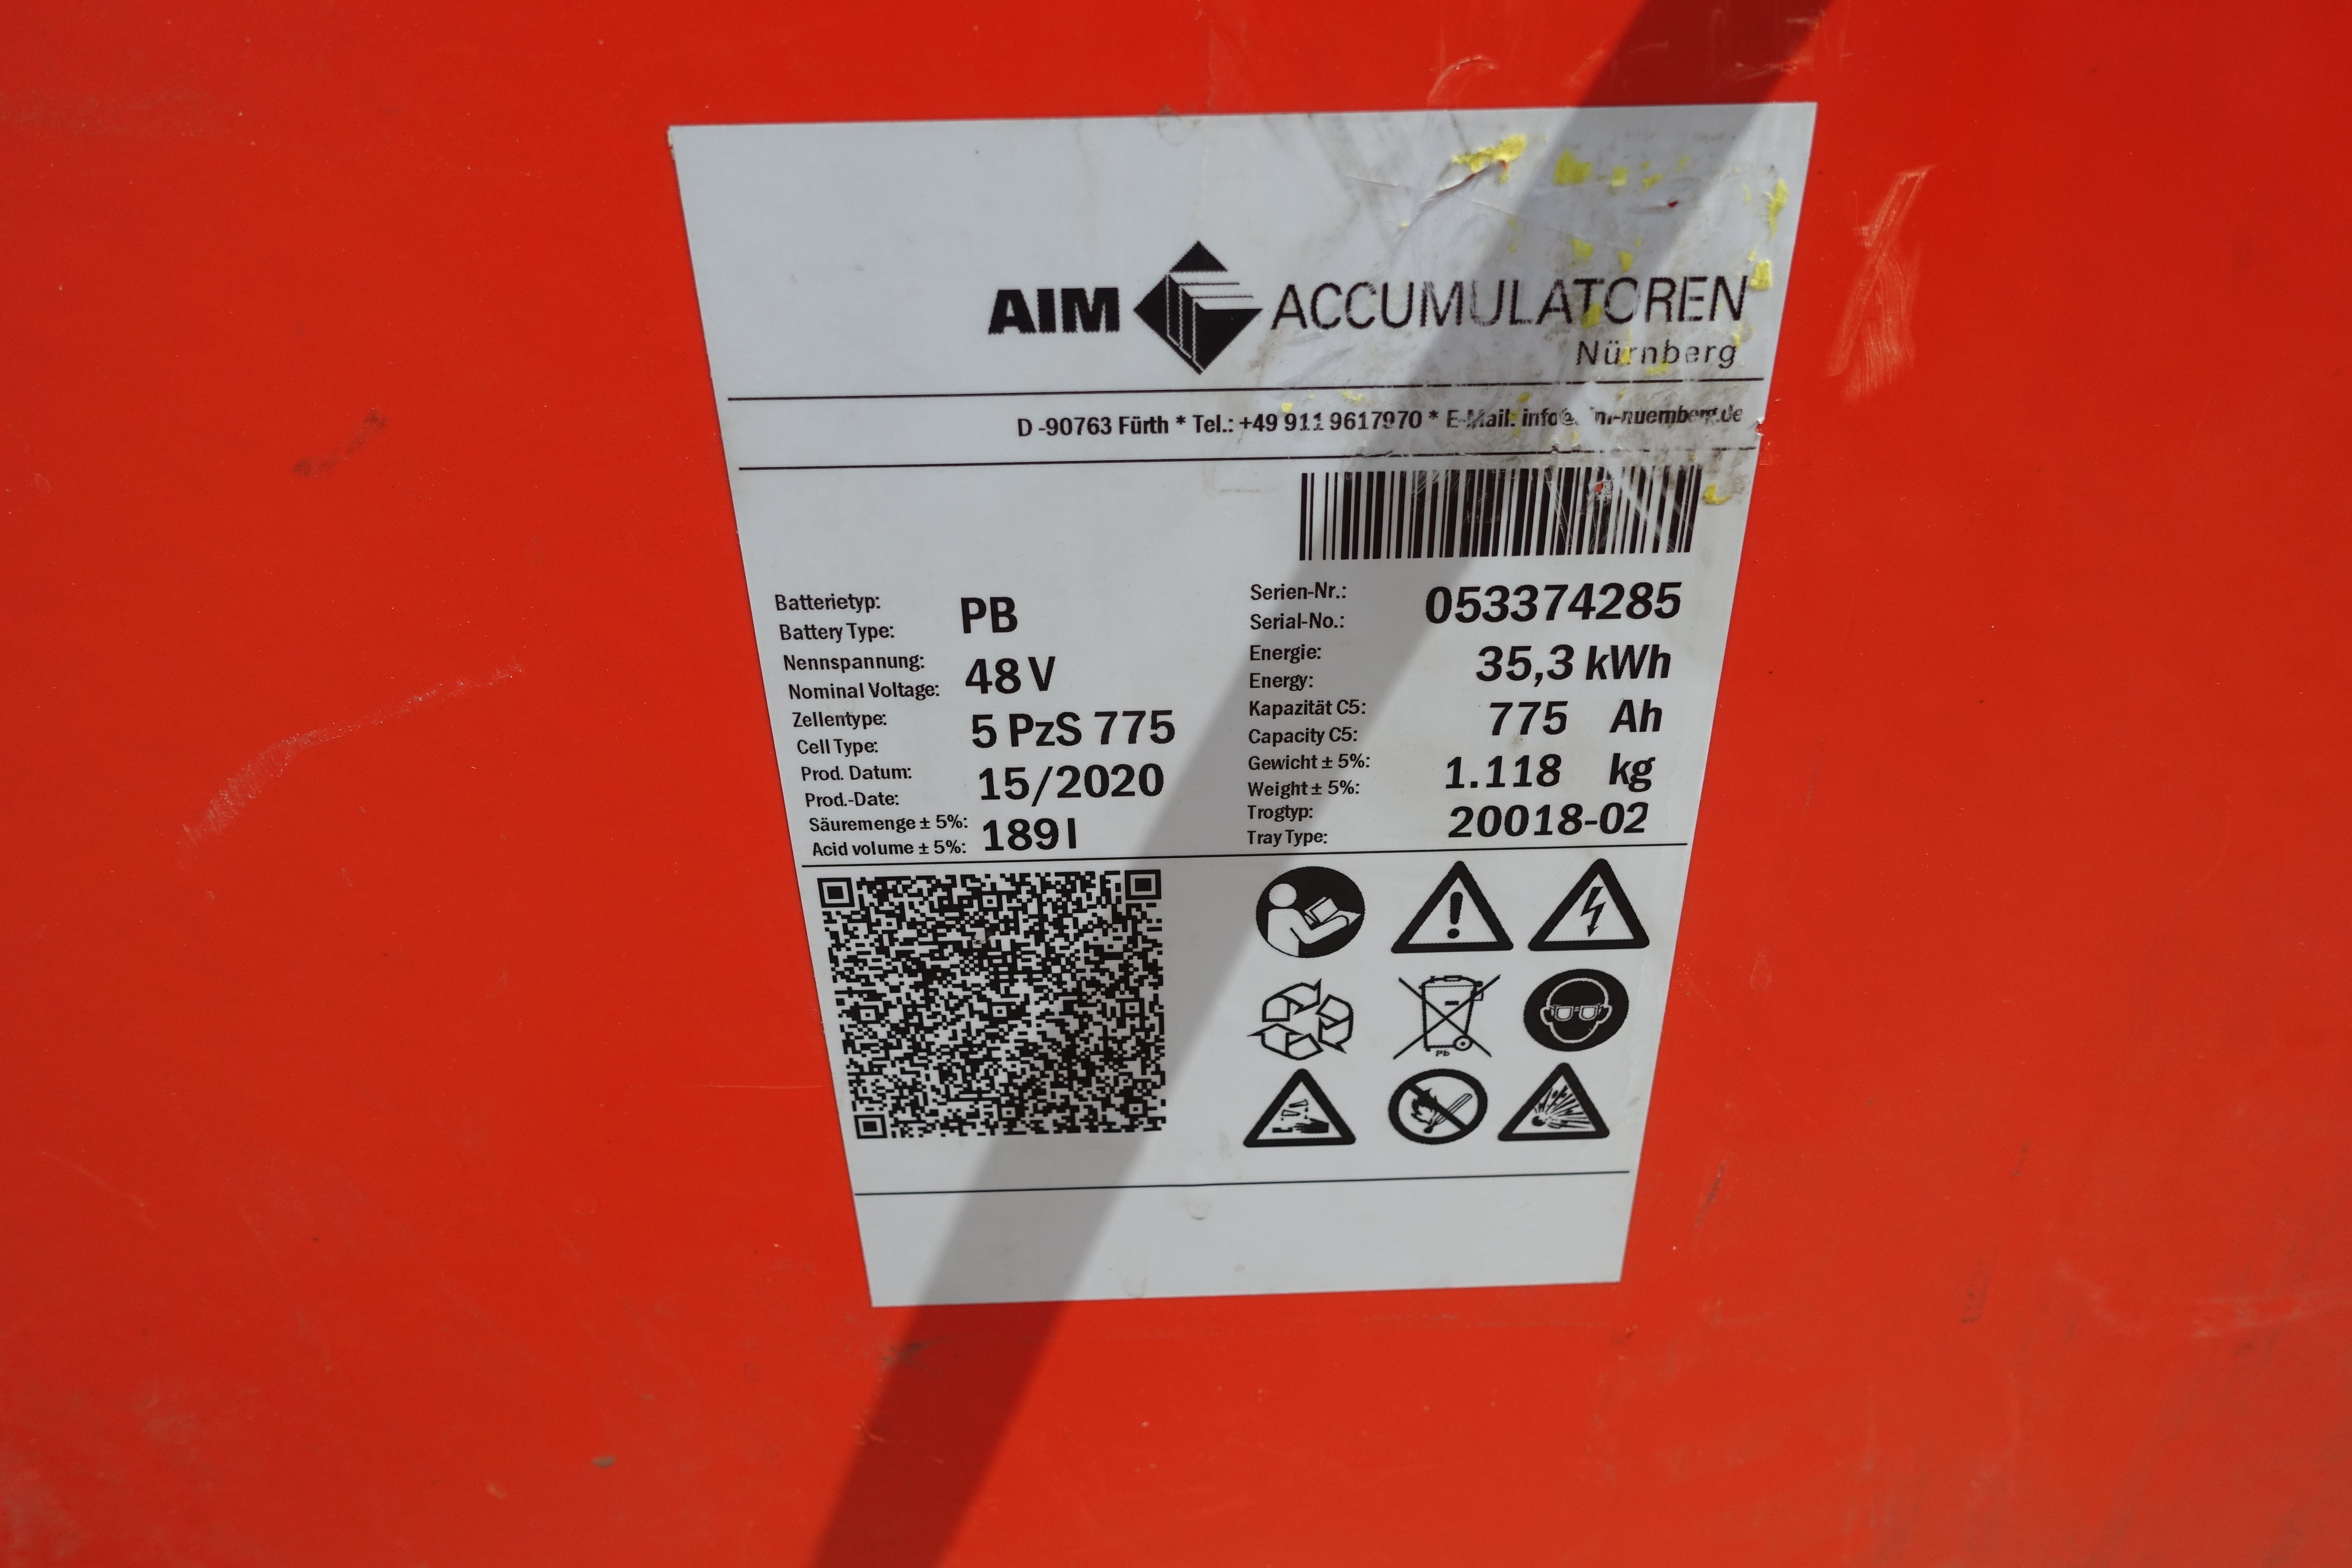 AIM ACCUMULATOREN
Nürnberg
D -90763 Fürth * Tel.: +49 911 9617970 * E-Mail:
Batterietyp:
Battery Type: PB
Serien-Nr.:
Serial-No.: 053374285
Nennspannung:
Nominal Voltage: 48 V
Energie:
Energy: 35,3 kWh
Zellentype:
Cell Type: 5 PzS 775
Kapazität C5:
Capacity C5: 775 Ah
Prod. Datum:
Prod.-Date: 15/2020
Gewicht ± 5%:
Weight ± 5%: 1.118 kg
Säuremenge ± 5%:
Acid volume ± 5%: 189 l
Trogtyp:
Tray Type: 20018-02
Pb